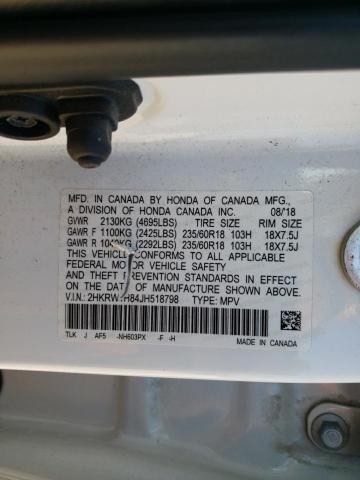 MFD. IN CANADA BY HONDA OF CANADA MFG., 08/'18
A DIVISION OF HONDA CANADA INC.
GVWR 2130KG (4695LBS) TIRE SIZE RIM SIZE
GAWR F 1100KG (2425LBS) 235/60R18 103H 18X7.5J
GAWR R (2292LBS) 235/60R18 103H 18X7.5J
THIS VEHICLE CONFORMS TO ALL APPLICABLE
FEDERAL MOTOR VEHICLE SAFETY
AND THEFT PREVENTION STANDARDS IN EFFECT
ON THE DATE OF MANUFACTURE SHOWN ABOVE.
V.I.N.: 2HKRW H84JH518798 TYPE: MPV
TLK J AF5 -NH603PX -F -H MADE IN CANADA